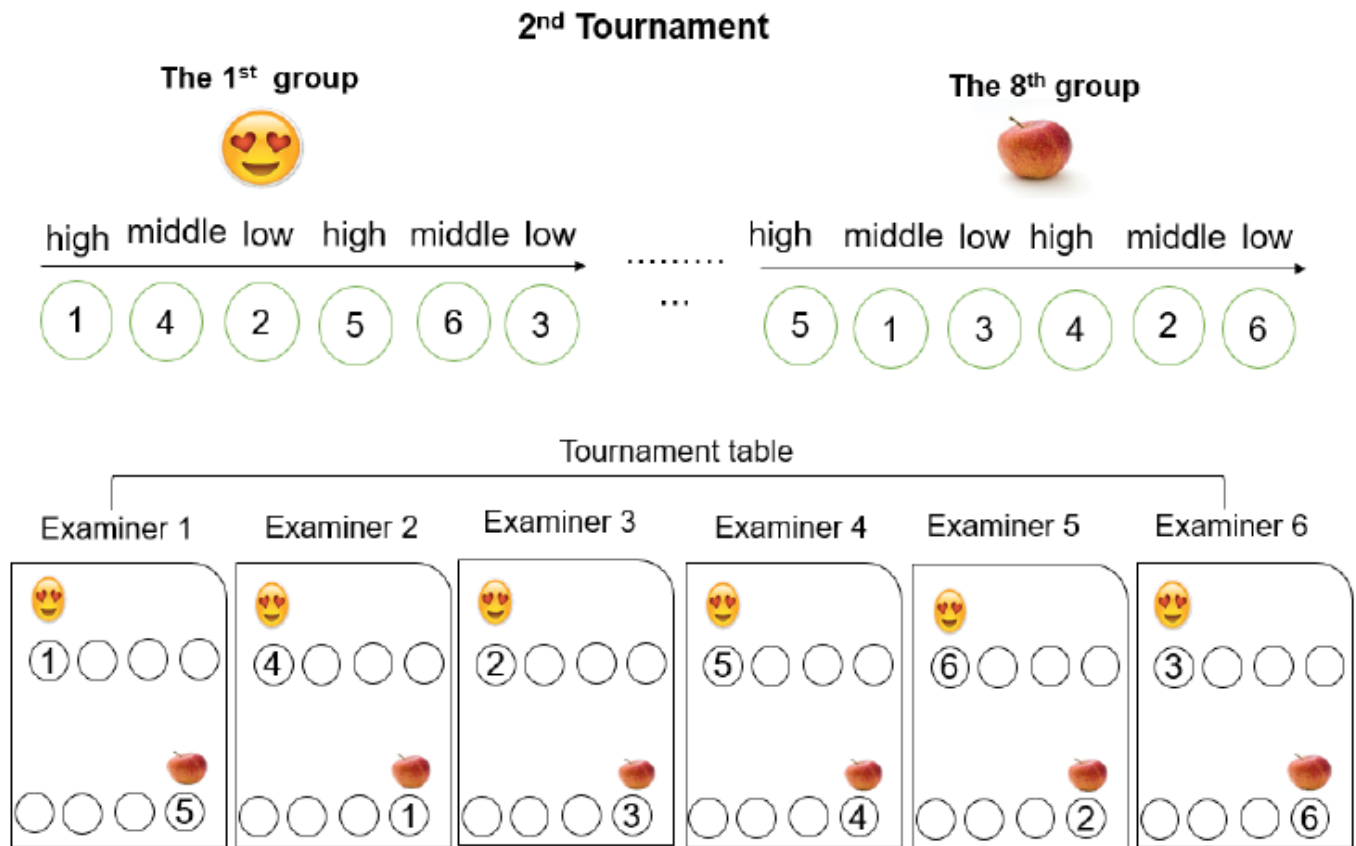 2nd Tournament
The 1st group
The 8th group
high middle low high middle low
high middle low high middle low
.........
...
1 4 2 5 6 3
5 1 3 4 2 6
Tournament table
Examiner 1 Examiner 2 Examiner 3 Examiner 4 Examiner 5 Examiner 6
1 4 2 5 6 3
5 1 3 4 2 6